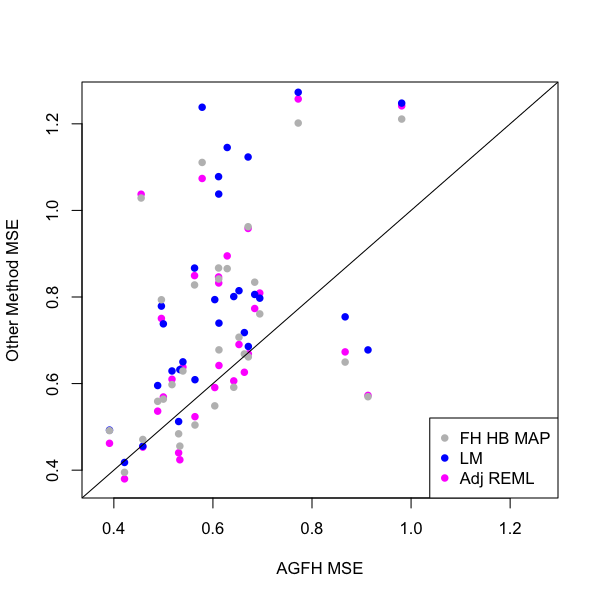 Other Method MSE
1.2
1.0
0.8
0.6
0.4
FH HB MAP
LM
Adj REML
0.4 0.6 0.8 1.0 1.2
AGFH MSE